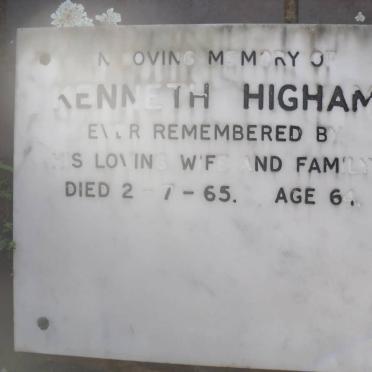 IN LOVING MEMORY OF
KENNETH HIGHAM
EVER REMEMBERED BY
HIS LOVING WIFE AND FAMILY
DIED 2-7-65. AGE